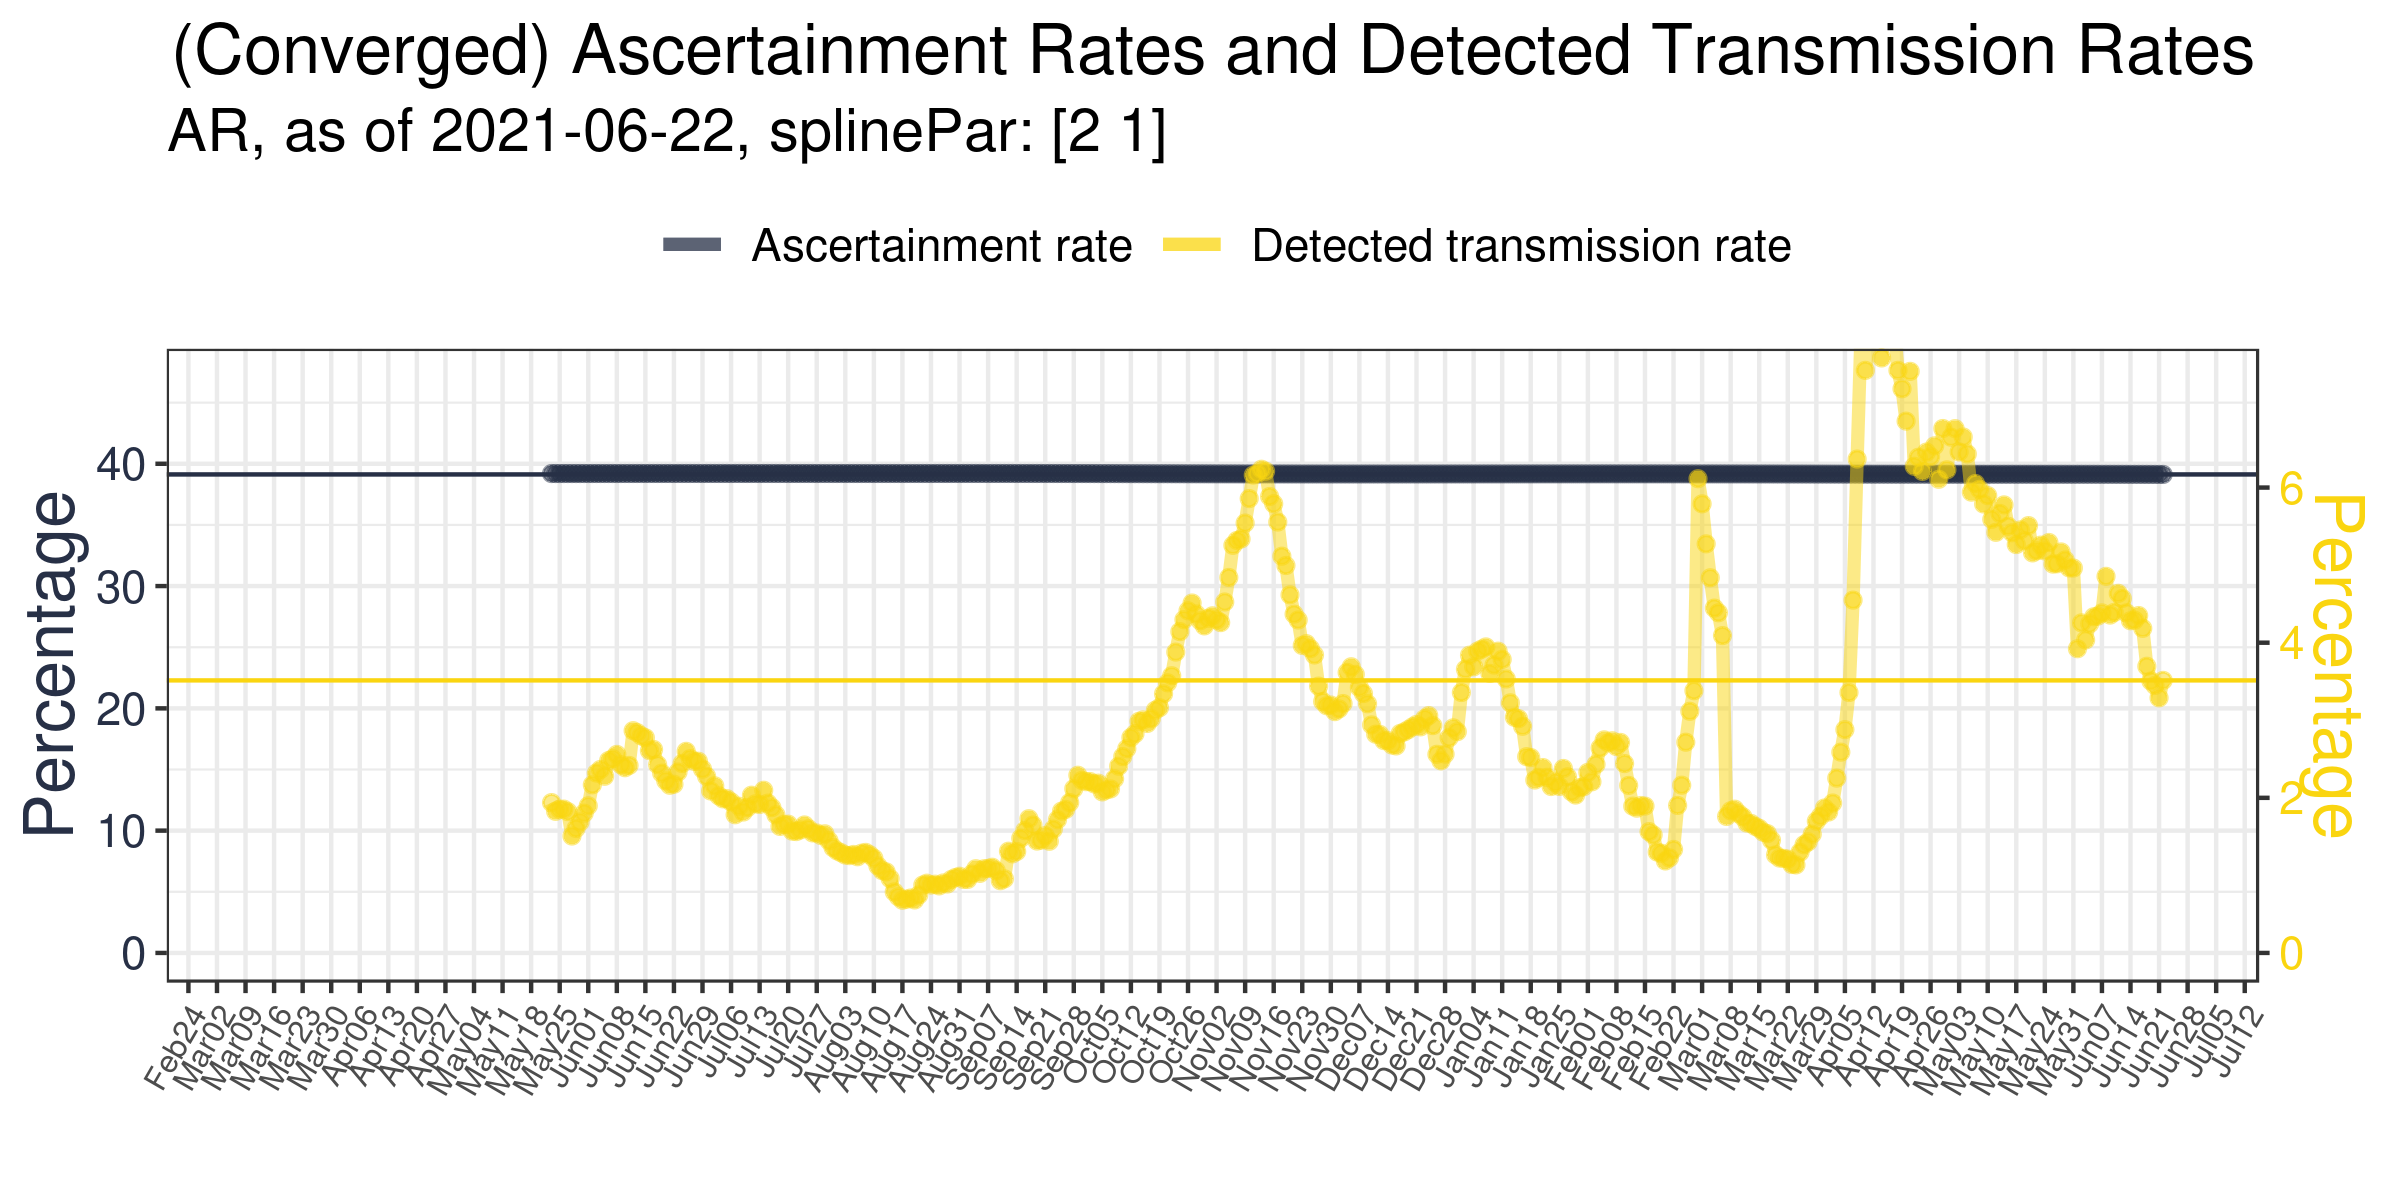 (Converged) Ascertainment Rates and Detected Transmission Rates
AR, as of 2021-06-22, splinePar: [2 1]
Ascertainment rate Detected transmission rate
Percentage
40
30
20
10
0
6
4
2
0
Percentage
Feb24 Mar02 Mar09 Mar16 Mar23 Mar30 Apr06 Apr13 Apr20 Apr27 May04 May11 May18 May25 Jun01 Jun08 Jun15 Jun22 Jun29 Jul06 Jul13 Jul20 Jul27 Aug03 Aug10 Aug17 Aug24 Aug31 Sep07 Sep14 Sep21 Sep28 Oct05 Oct12 Oct19 Oct26 Nov02 Nov09 Nov16 Nov23 Nov30 Dec07 Dec14 Dec21 Dec28 Jan04 Jan11 Jan18 Jan25 Feb01 Feb08 Feb15 Feb22 Mar01 Mar08 Mar15 Mar22 Mar29 Apr05 Apr12 Apr19 Apr26 May03 May10 May17 May24 May31 Jun07 Jun14 Jun21 Jun28 Jul05 Jul12